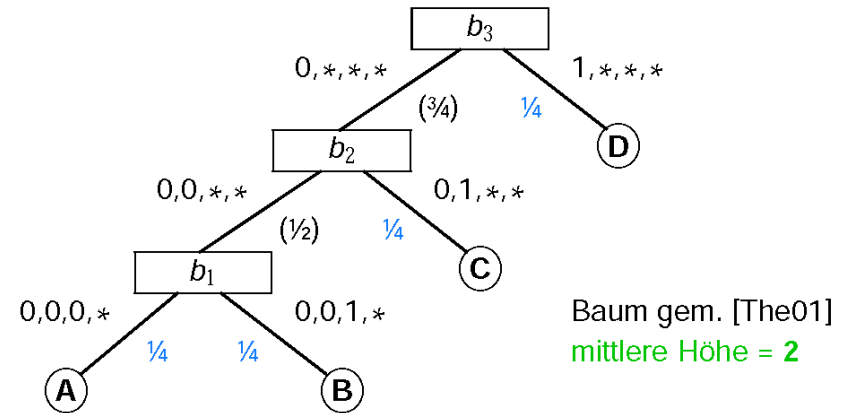 b₃
0,*,*,* 1,*,*,*
(¾) ¼
b₂ D
0,0,*,* 0,1,*,*
(½) ¼
b₁ C
0,0,0,* 0,0,1,* Baum gem. [The01]
¼ ¼ mittlere Höhe = 2
A B